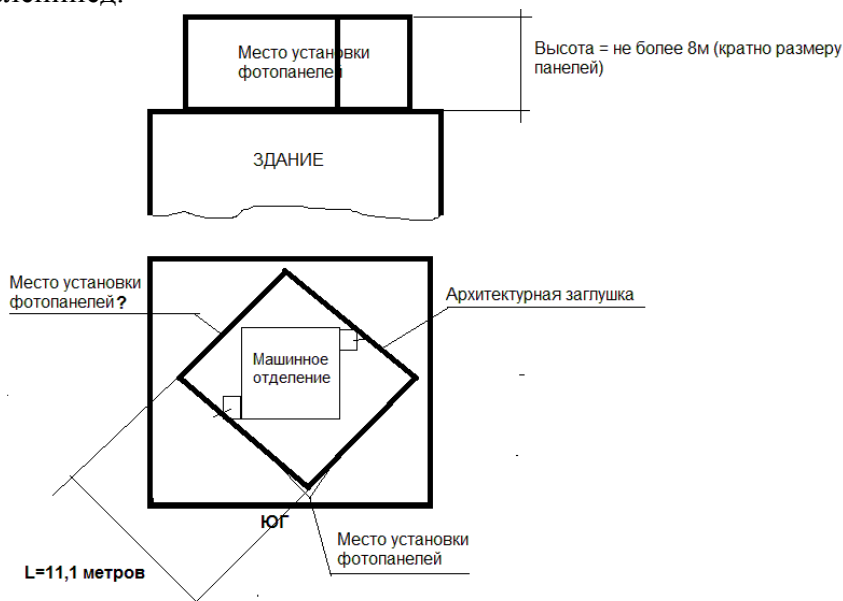 Место установки
фотопанелей
Высота = не более 8м (кратно размеру
панелей)
ЗДАНИЕ
Место установки
фотопанелей?
Архитектурная заглушка
Машинное
отделение
ЮГ
Место установки
фотопанелей
L=11,1 метров